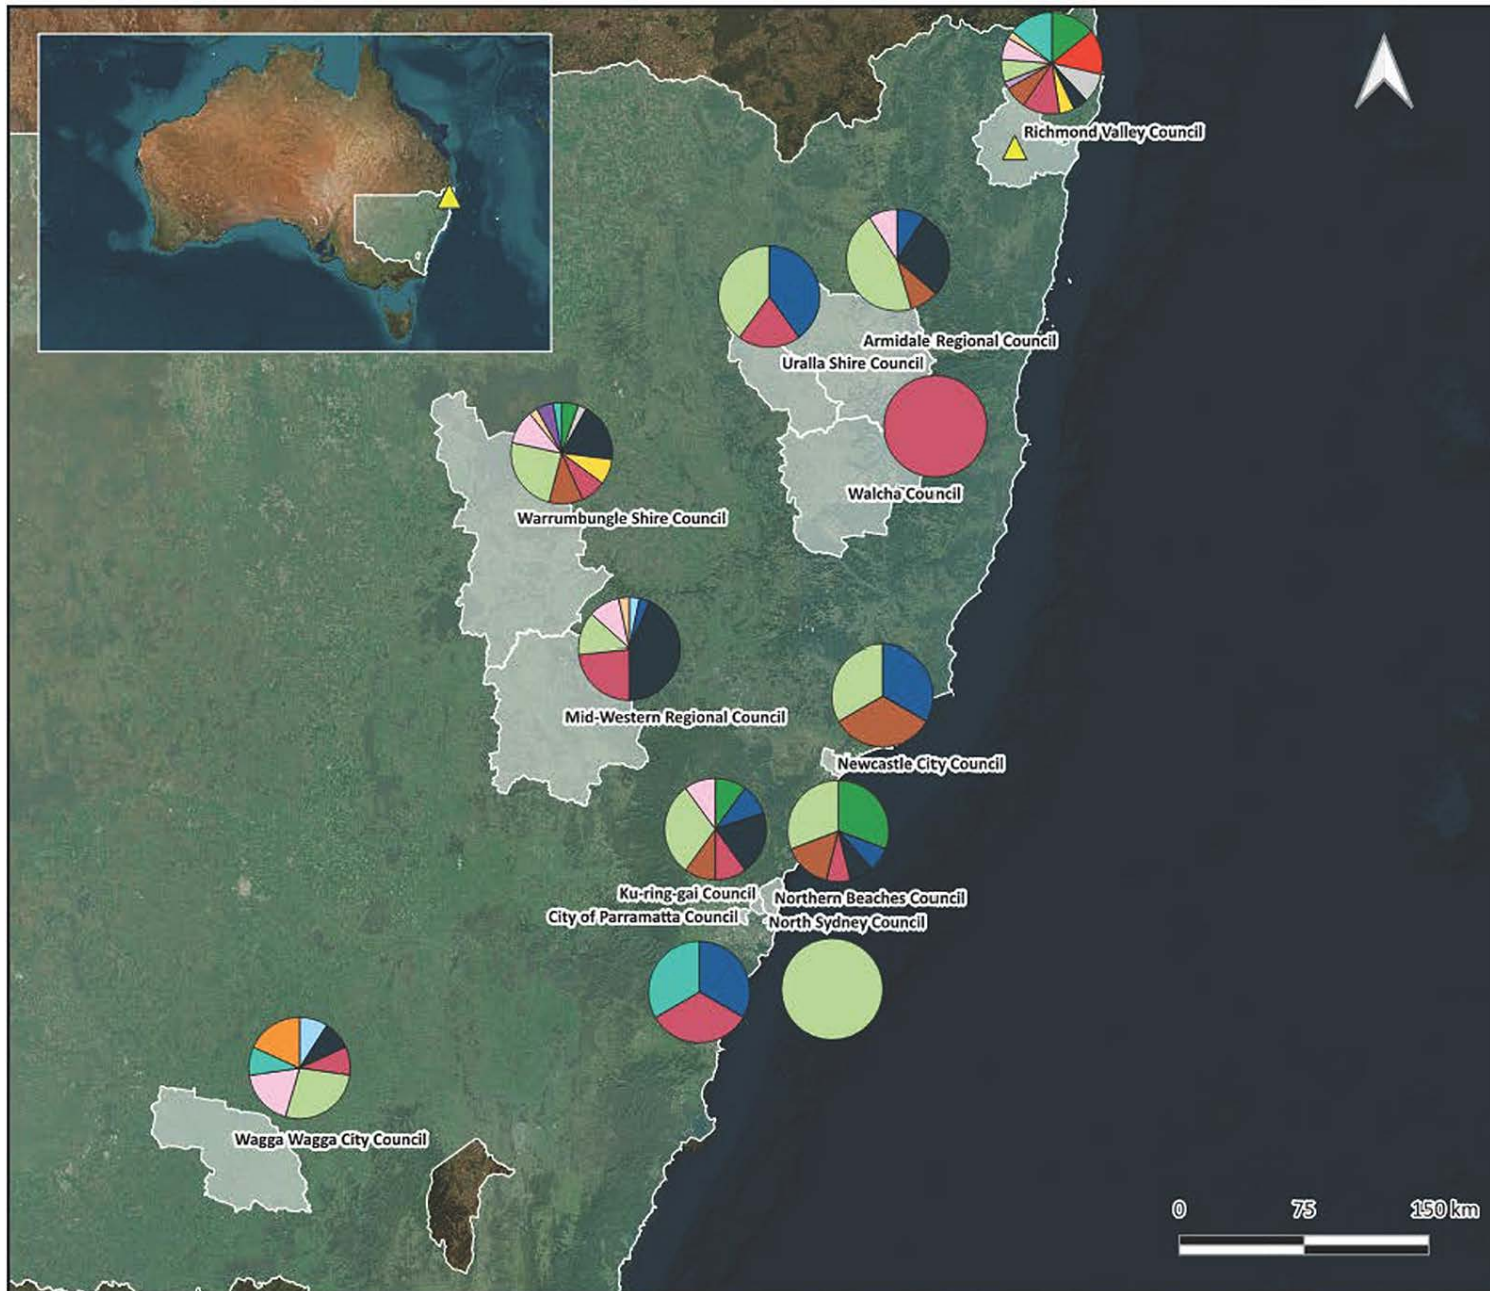 Richmond Valley Council
Armidale Regional Council
Uralla Shire Council
Walcha Council
Warrumbungle Shire Council
Mid-Western Regional Council
Newcastle City Council
Ku-ring-gai Council
Northern Beaches Council
City of Parramatta Council
North Sydney Council
Wagga Wagga City Council
0 75 150 km